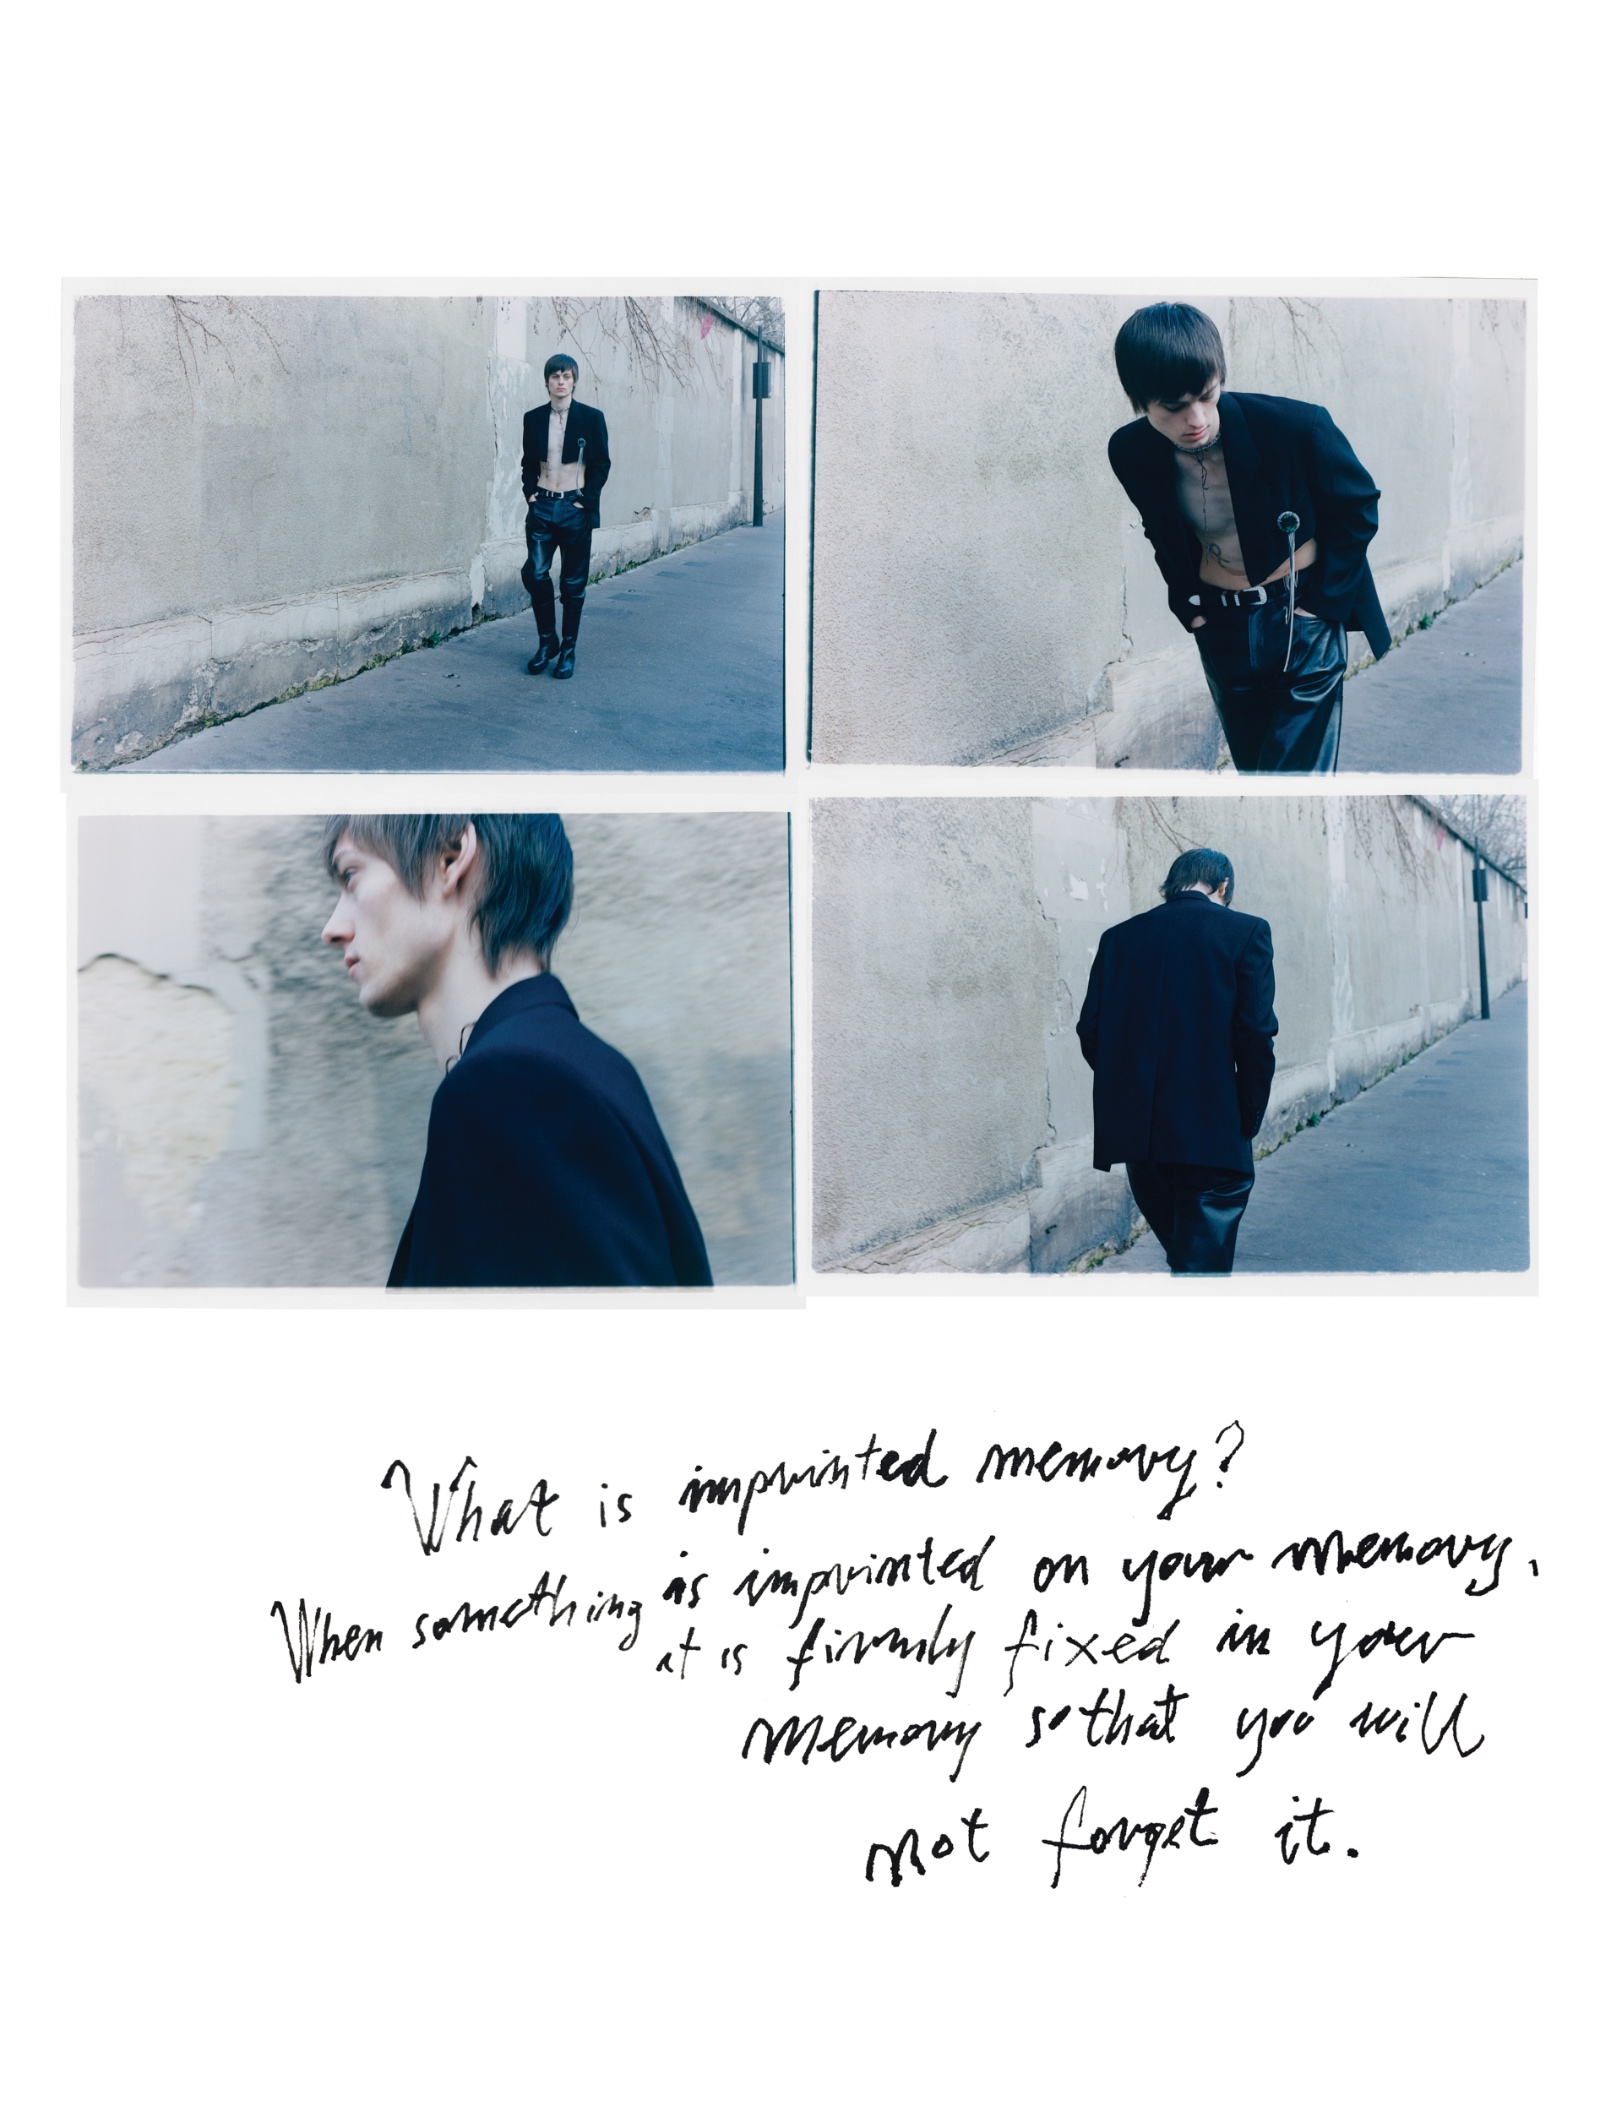 What is imprinted memory?
When something is imprinted on your memory,
it is firmly fixed in your
memory so that you will
not forget it.